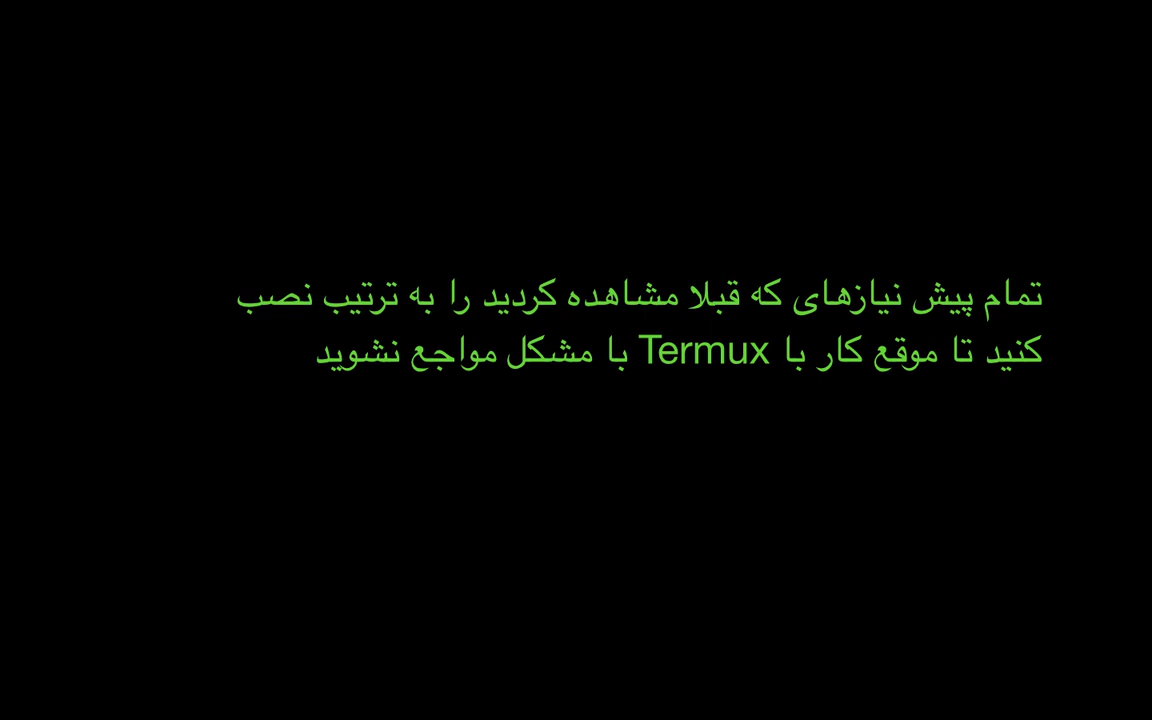 تمام پیش نیازهای که قبلا مشاهده کردید را به ترتیب نصب
کنید تا موقع کار با Termux با مشکل مواجع نشوید